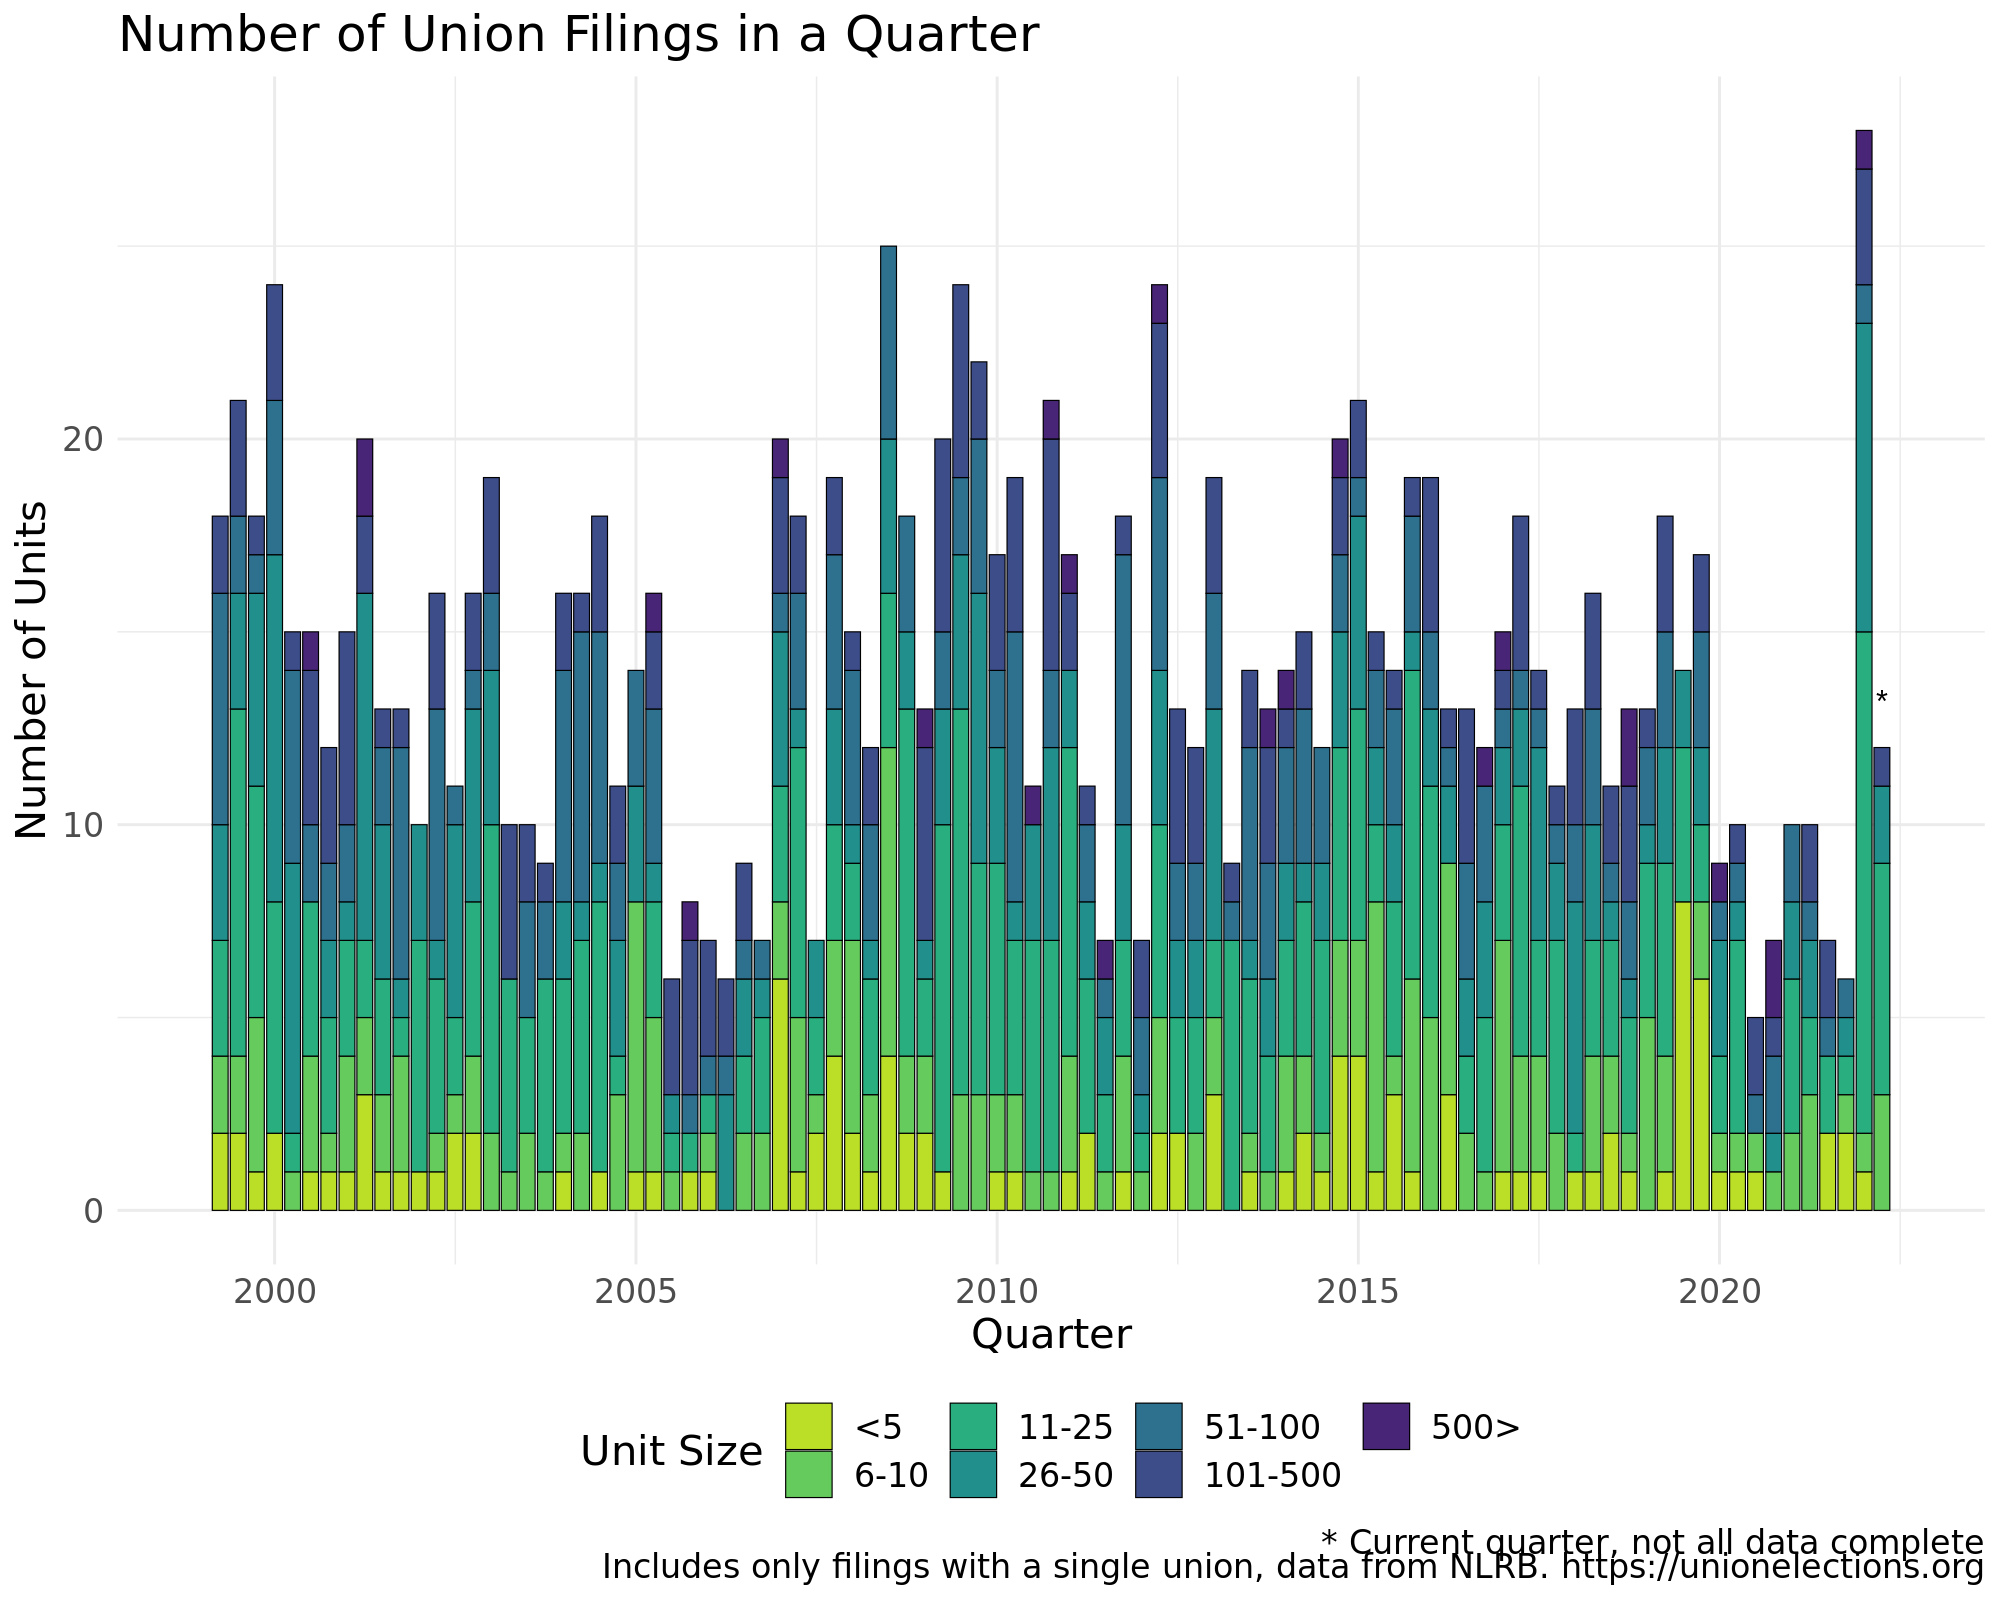 Number of Union Filings in a Quarter
Number of Units
20
10
0
*
2000 2005 2010 2015 2020
Quarter
Unit Size
<5 11-25 51-100 500>
6-10 26-50 101-500
* Current quarter, not all data complete
Includes only filings with a single union, data from NLRB. https://unionelections.org